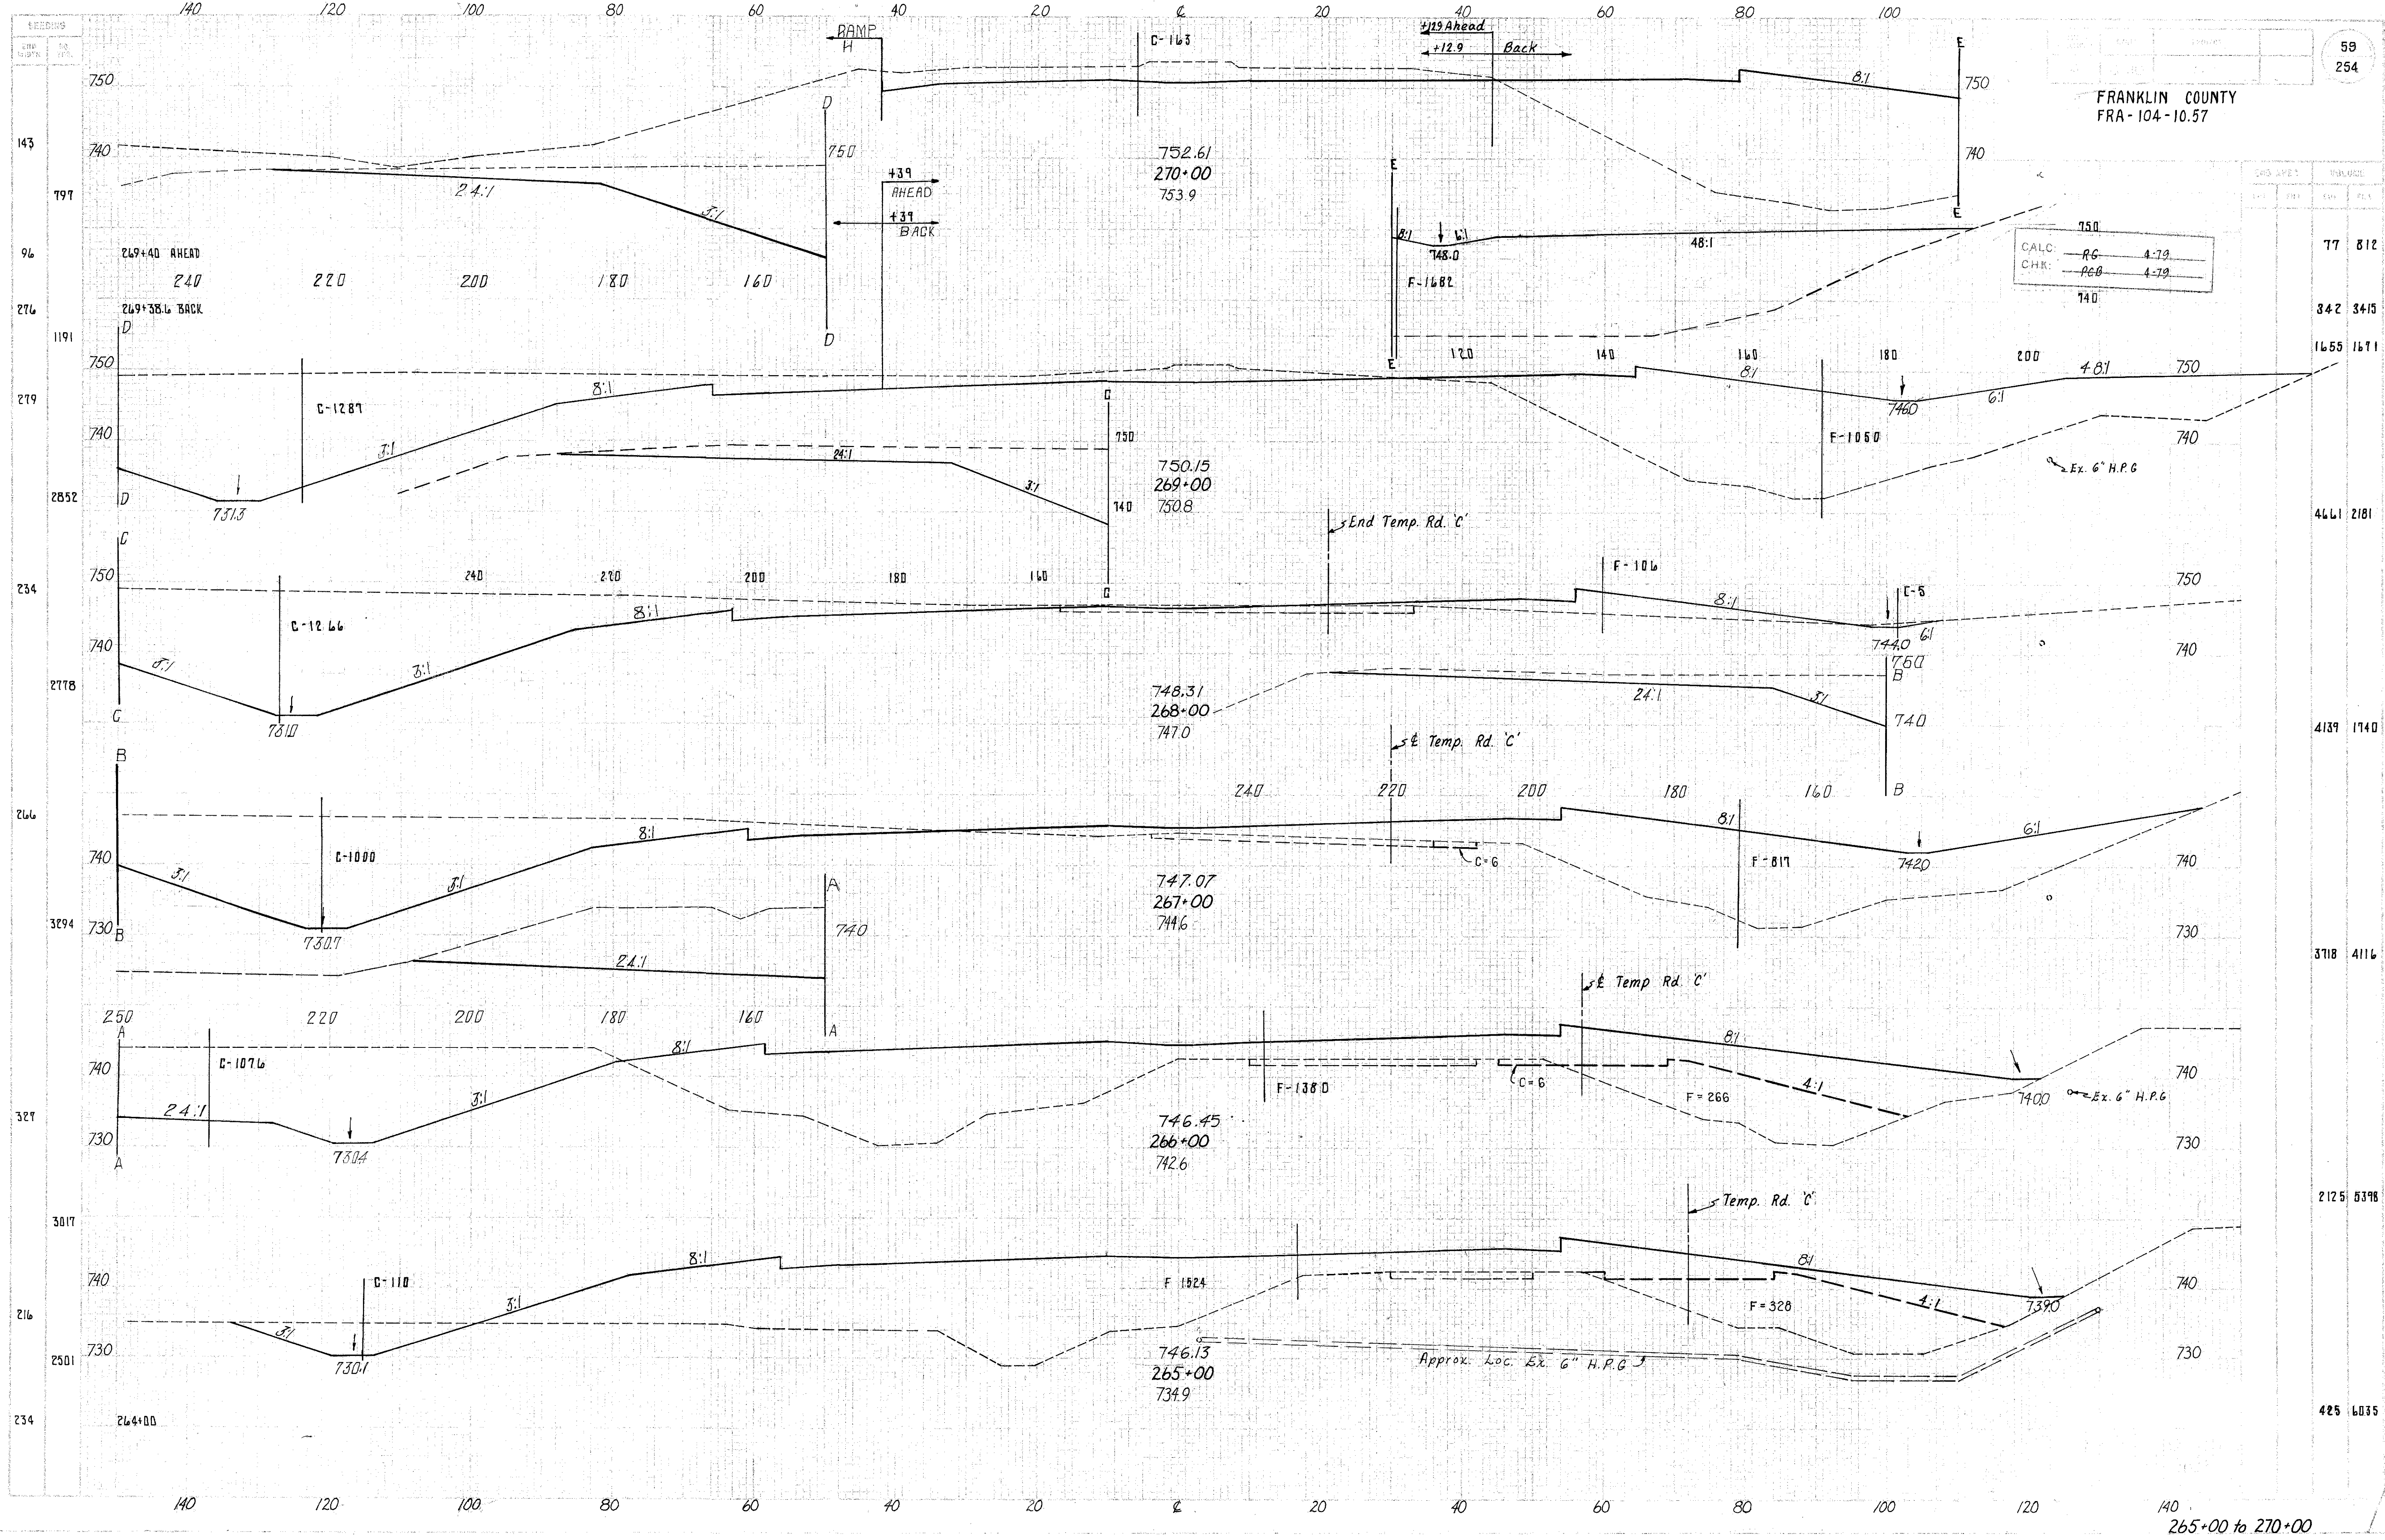 140 120 100 80 60 40 20 ℄ 20 40 60 80 100
SEEDING
59
254
FRANKLIN COUNTY
FRA-104-10.57
RAMP
H
C-163
+12.9 Ahead
+12.9 Back
E
E
8:1
750
740
750
740
750
D
D
143
797
96
276
1191
279
2852
234
2778
266
3294
327
3017
216
2501
234
24:1
3:1
+39
AHEAD
+39
BACK
752.61
270+00
753.9
E
E
8:1
6:1
748.0
48:1
F-1682
750
740
CALC: RG 4-79
CHK: PCB 4-79
END AREA VOLUME
77 812
342 3415
1655 1671
4661 2181
4139 1740
3718 4116
2125 5398
425 6035
269+40 AHEAD
240 220 200 180 160
269+38.6 BACK
D
D
750
740
C-1287
3:1
8:1
731.3
C
C
750
740
24:1
3:1
750.15
269+00
750.8
120 140 160 180 200
8:1
746.0
6:1
48:1
750
740
F-1050
Ex. 6" H.P.G
End Temp. Rd. 'C'
C
C
750
740
240 220 200 180 160
C-1266
3:1
3:1
8:1
731.0
F-106
C-5
8:1
744.0
6:1
750
740
748.31
268+00
747.0
24:1
3:1
750
740
B
B
℄ Temp. Rd. 'C'
240 220 200 180 160
B
B
740
730
C-1000
3:1
3:1
8:1
730.7
C=6
747.07
267+00
744.6
8:1
F-817
742.0
6:1
740
730
A
A
740
24:1
℄ Temp Rd. 'C'
250 220 200 180 160
A
A
740
730
C-1076
24:1
3:1
8:1
730.4
F-1380
C=6
F=266
4:1
8:1
740.0
Ex. 6" H.P.G
740
730
746.45
266+00
742.6
Temp. Rd. 'C'
740
730
C-110
3:1
3:1
8:1
730.1
F 1524
F=328
4:1
8:1
739.0
740
730
Approx. Loc. Ex. 6" H.P.G
746.13
265+00
734.9
264+00
140 120 100 80 60 40 20 ℄ 20 40 60 80 100 120 140
265+00 to 270+00